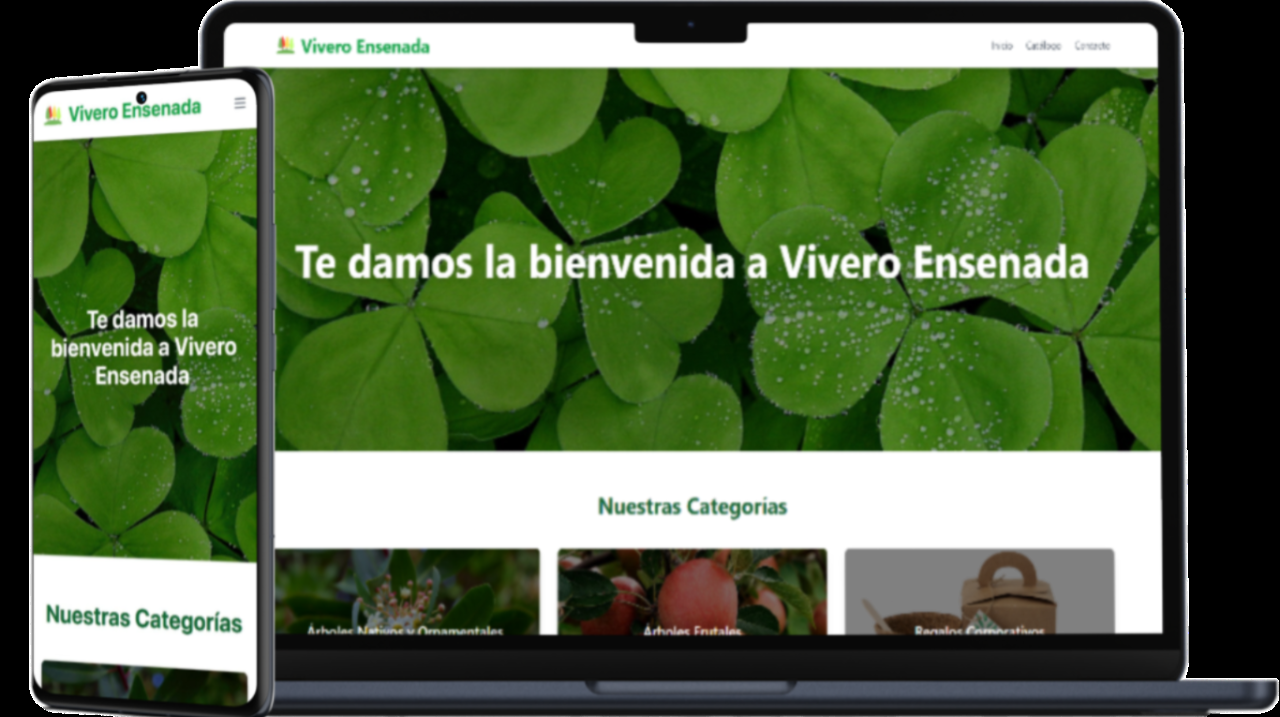 Vivero Ensenada
Inicio Catálogo Contacto
Te damos la bienvenida a Vivero Ensenada
Nuestras Categorías
Árboles Nativos y Ornamentales
Árboles Frutales
Regalos Corporativos
Vivero Ensenada
Te damos la
bienvenida a Vivero
Ensenada
Nuestras Categorías